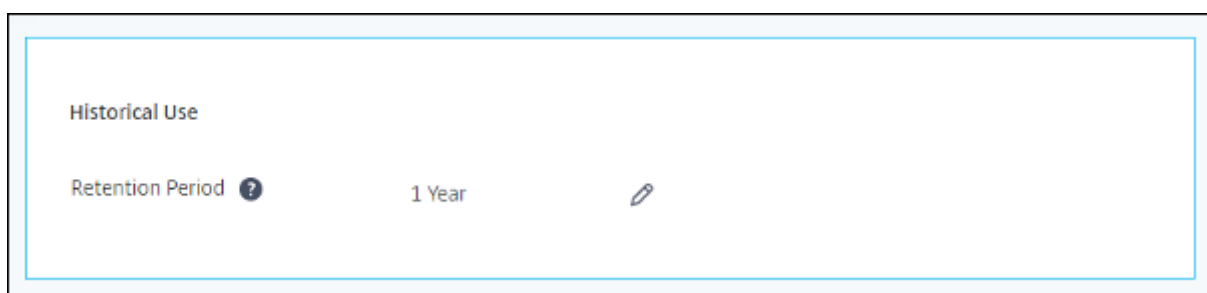 Historical Use
Retention Period ? 1 Year